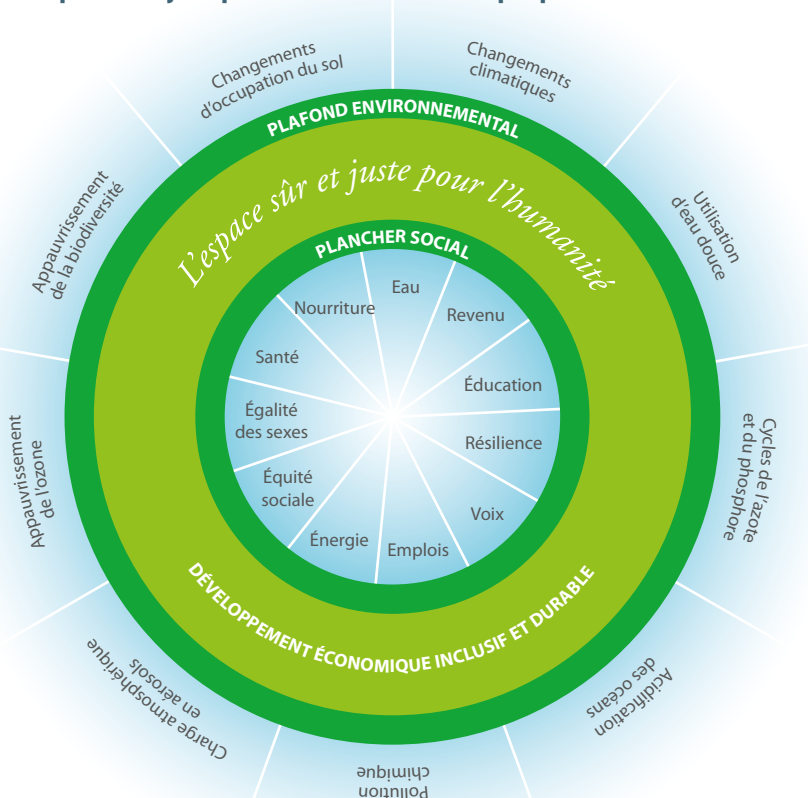 Changements
climatiques
Utilisation
d'eau douce
Cycles de l'azote
et du phosphore
Acidification
des océans
Pollution
chimique
Charge atmosphérique
en aérosols
Appauvrissement
de l'ozone
Appauvrissement
de la biodiversité
Changements
d'occupation du sol
PLAFOND ENVIRONNEMENTAL
L'espace sûr et juste pour l'humanité
PLANCHER SOCIAL
Eau
Revenu
Éducation
Résilience
Voix
Emplois
Énergie
Équité
sociale
Égalité
des sexes
Santé
Nourriture
DÉVELOPPEMENT ÉCONOMIQUE INCLUSIF ET DURABLE